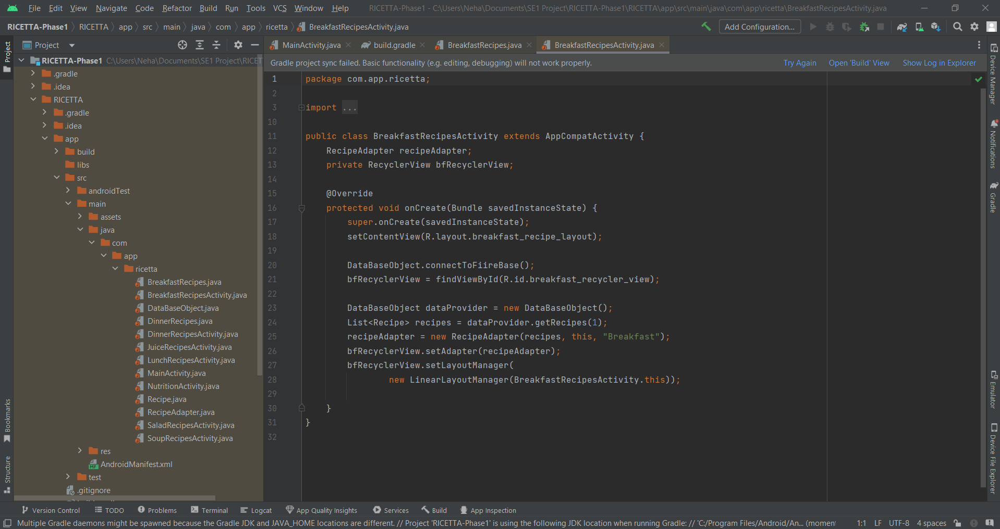 File Edit View Navigate Code Refactor Build Run Tools VCS Window Help RICETTA-Phase1 - C:\Users\Neha\Documents\SE1 Project\RICETTA-Phase1\RICETTA\app\src\main\java\com\app\ricetta\BreakfastRecipesActivity.java
RICETTA-Phase1 RICETTA app src main java com app ricetta BreakfastRecipesActivity.java Add Configuration...
Project
Project
MainActivity.java build.gradle BreakfastRecipes.java BreakfastRecipesActivity.java
Gradle project sync failed. Basic functionality (e.g. editing, debugging) will not work properly. Try Again Open 'Build' View Show Log in Explorer
RICETTA-Phase1 C:\Users\Neha\Documents\SE1 Project\RICET
.gradle
.idea
RICETTA
.gradle
.idea
app
build
libs
src
androidTest
main
assets
java
com
app
ricetta
BreakfastRecipes.java
BreakfastRecipesActivity.java
DataBaseObject.java
DinnerRecipes.java
DinnerRecipesActivity.java
JuiceRecipesActivity.java
LunchRecipesActivity.java
MainActivity.java
NutritionActivity.java
Recipe.java
RecipeAdapter.java
SaladRecipesActivity.java
SoupRecipesActivity.java
res
AndroidManifest.xml
test
.gitignore
Bookmarks
Structure
1 package com.app.ricetta;
2
3 import ...
10
11 public class BreakfastRecipesActivity extends AppCompatActivity {
12 RecipeAdapter recipeAdapter;
13 private RecyclerView bfRecyclerView;
14
15 @Override
16 protected void onCreate(Bundle savedInstanceState) {
17 super.onCreate(savedInstanceState);
18 setContentView(R.layout.breakfast_recipe_layout);
19
20 DataBaseObject.connectToFiireBase();
21 bfRecyclerView = findViewById(R.id.breakfast_recycler_view);
22
23 DataBaseObject dataProvider = new DataBaseObject();
24 List<Recipe> recipes = dataProvider.getRecipes(1);
25 recipeAdapter = new RecipeAdapter(recipes, this, "Breakfast");
26 bfRecyclerView.setAdapter(recipeAdapter);
27 bfRecyclerView.setLayoutManager(
28 new LinearLayoutManager(BreakfastRecipesActivity.this));
29
30 }
31 }
32
Device Manager
Notifications
Gradle
Emulator
Device File Explorer
Version Control TODO Problems Terminal Logcat App Quality Insights Services Build App Inspection
Multiple Gradle daemons might be spawned because the Gradle JDK and JAVA_HOME locations are different. // Project 'RICETTA-Phase1' is using the following JDK location when running Gradle: // 'C:/Program Files/Android/An... (momen 1:1 LF UTF-8 4 spaces